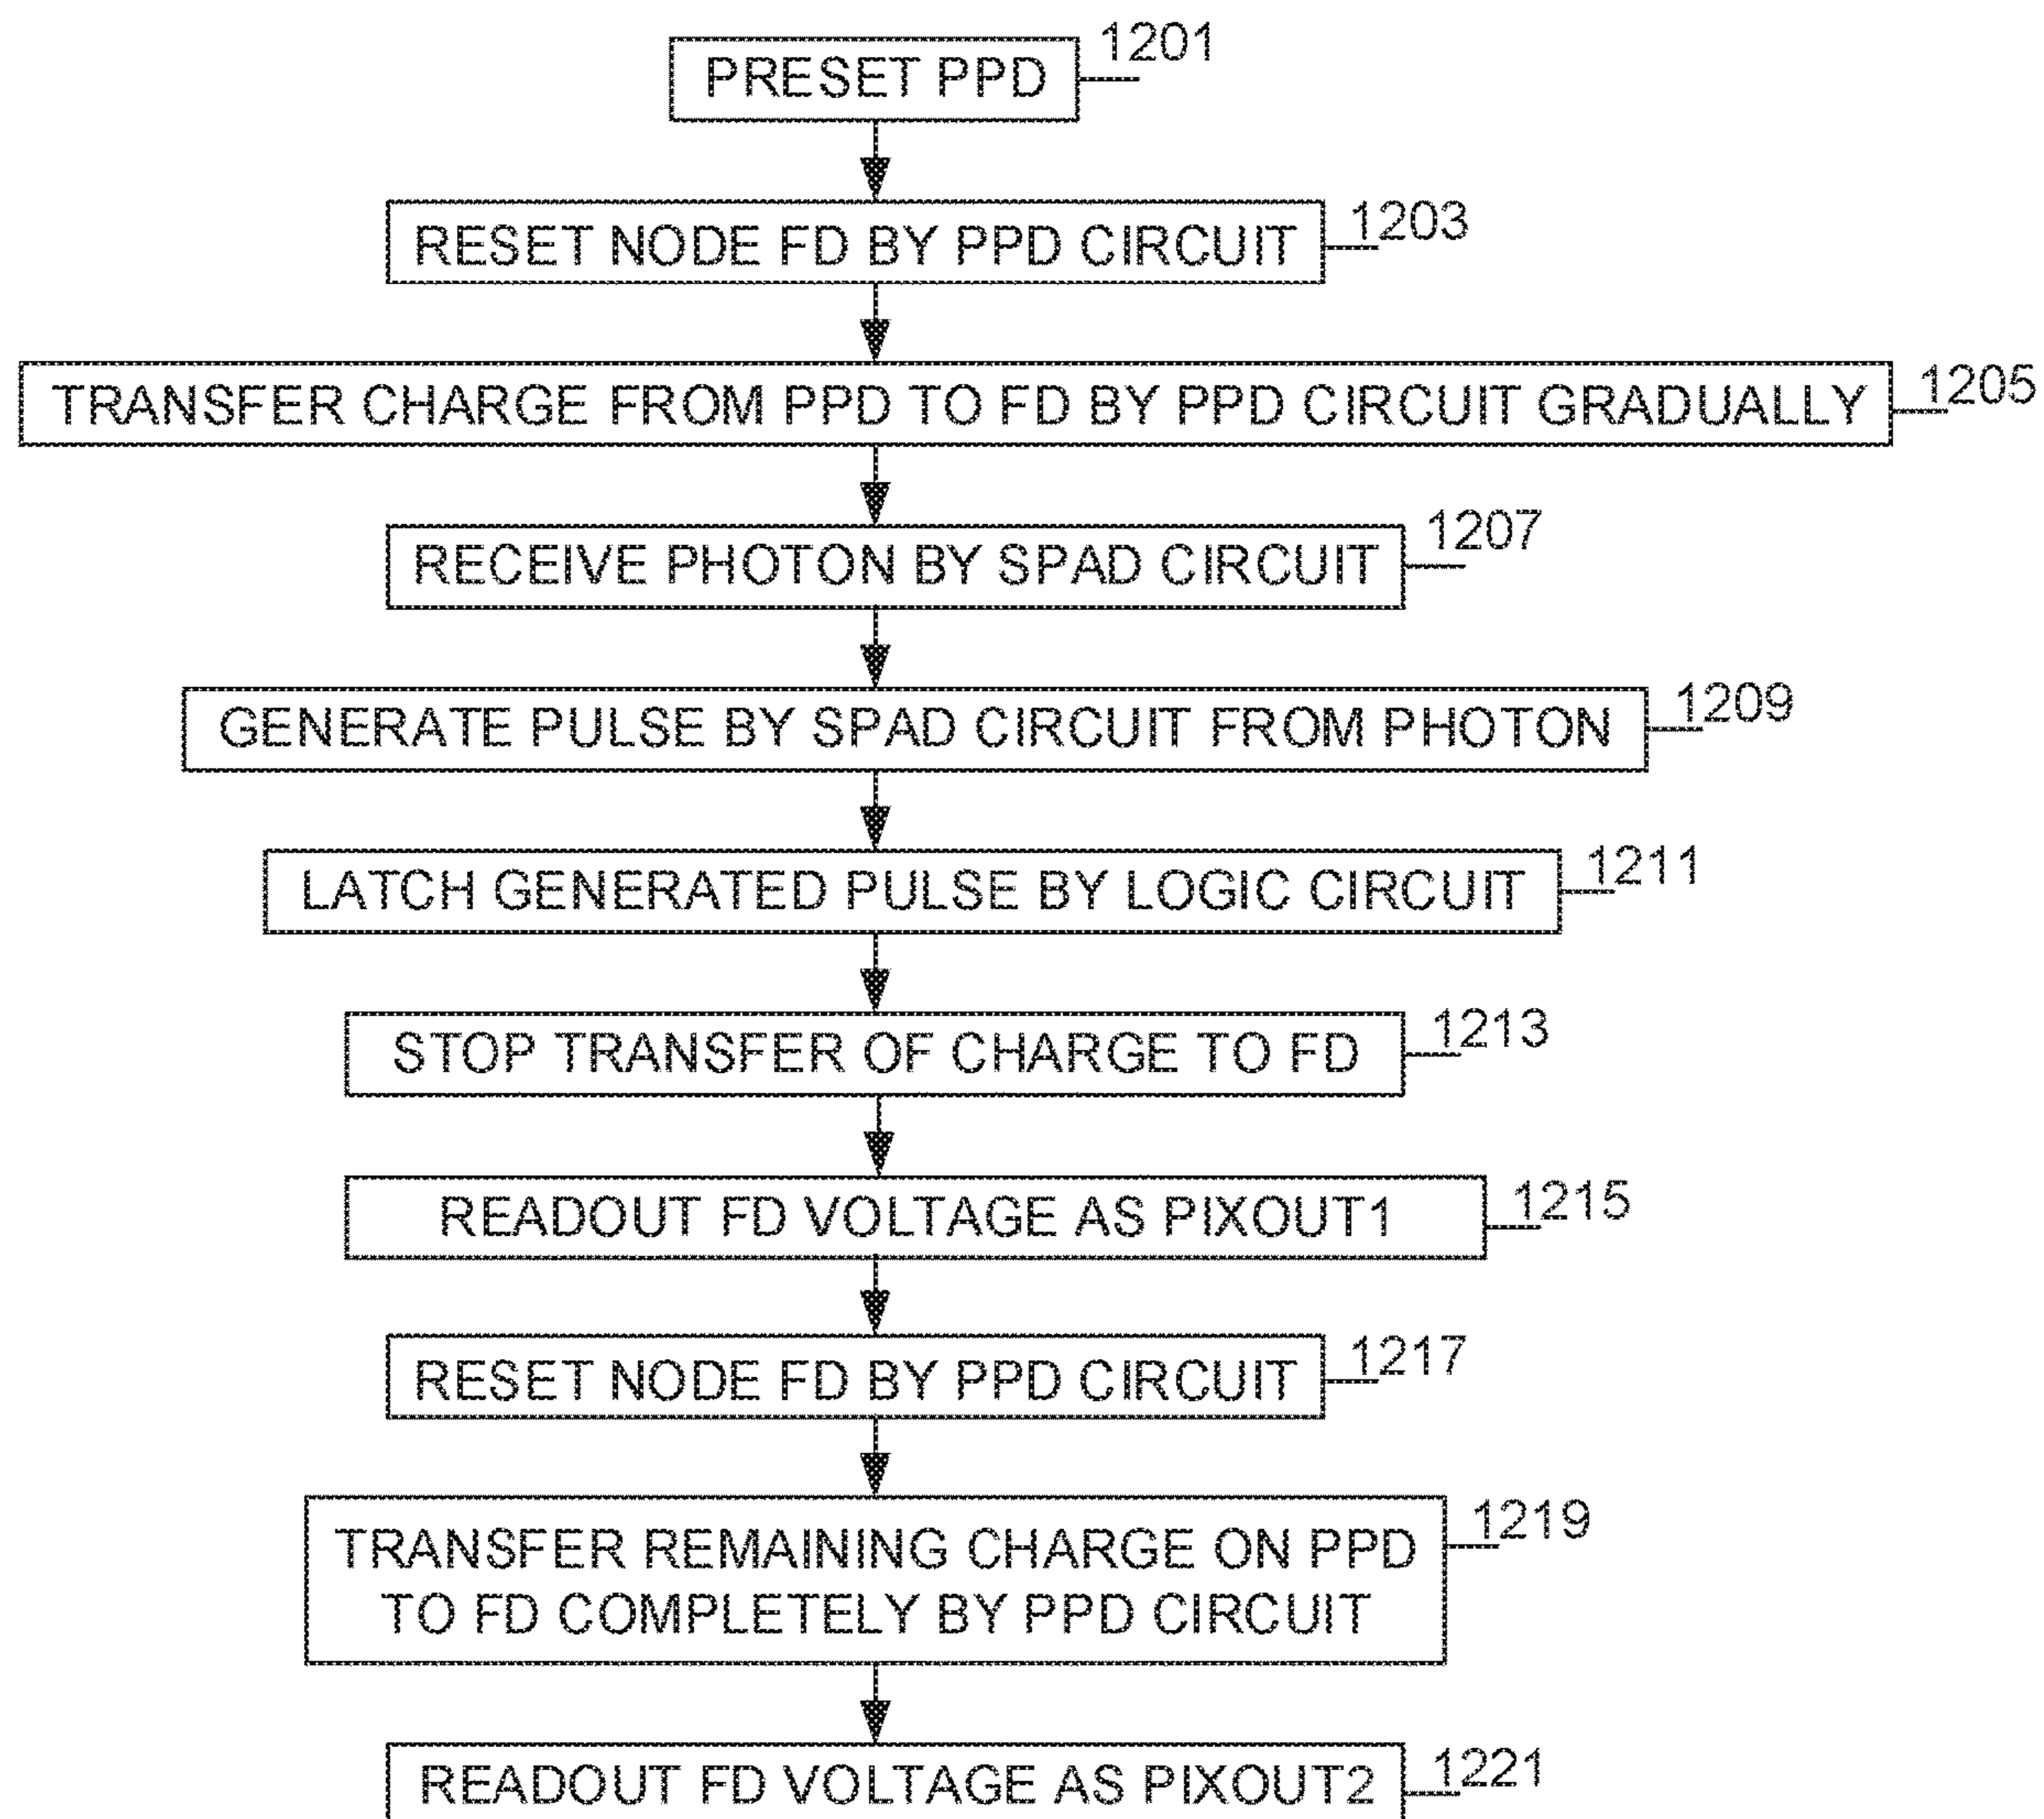 PRESET PPD
1201
RESET NODE FD BY PPD CIRCUIT
1203
TRANSFER CHARGE FROM PPD TO FD BY PPD CIRCUIT GRADUALLY
1205
RECEIVE PHOTON BY SPAD CIRCUIT
1207
GENERATE PULSE BY SPAD CIRCUIT FROM PHOTON
1209
LATCH GENERATED PULSE BY LOGIC CIRCUIT
1211
STOP TRANSFER OF CHARGE TO FD
1213
READOUT FD VOLTAGE AS PIXOUT1
1215
RESET NODE FD BY PPD CIRCUIT
1217
TRANSFER REMAINING CHARGE ON PPD
TO FD COMPLETELY BY PPD CIRCUIT
1219
READOUT FD VOLTAGE AS PIXOUT2
1221